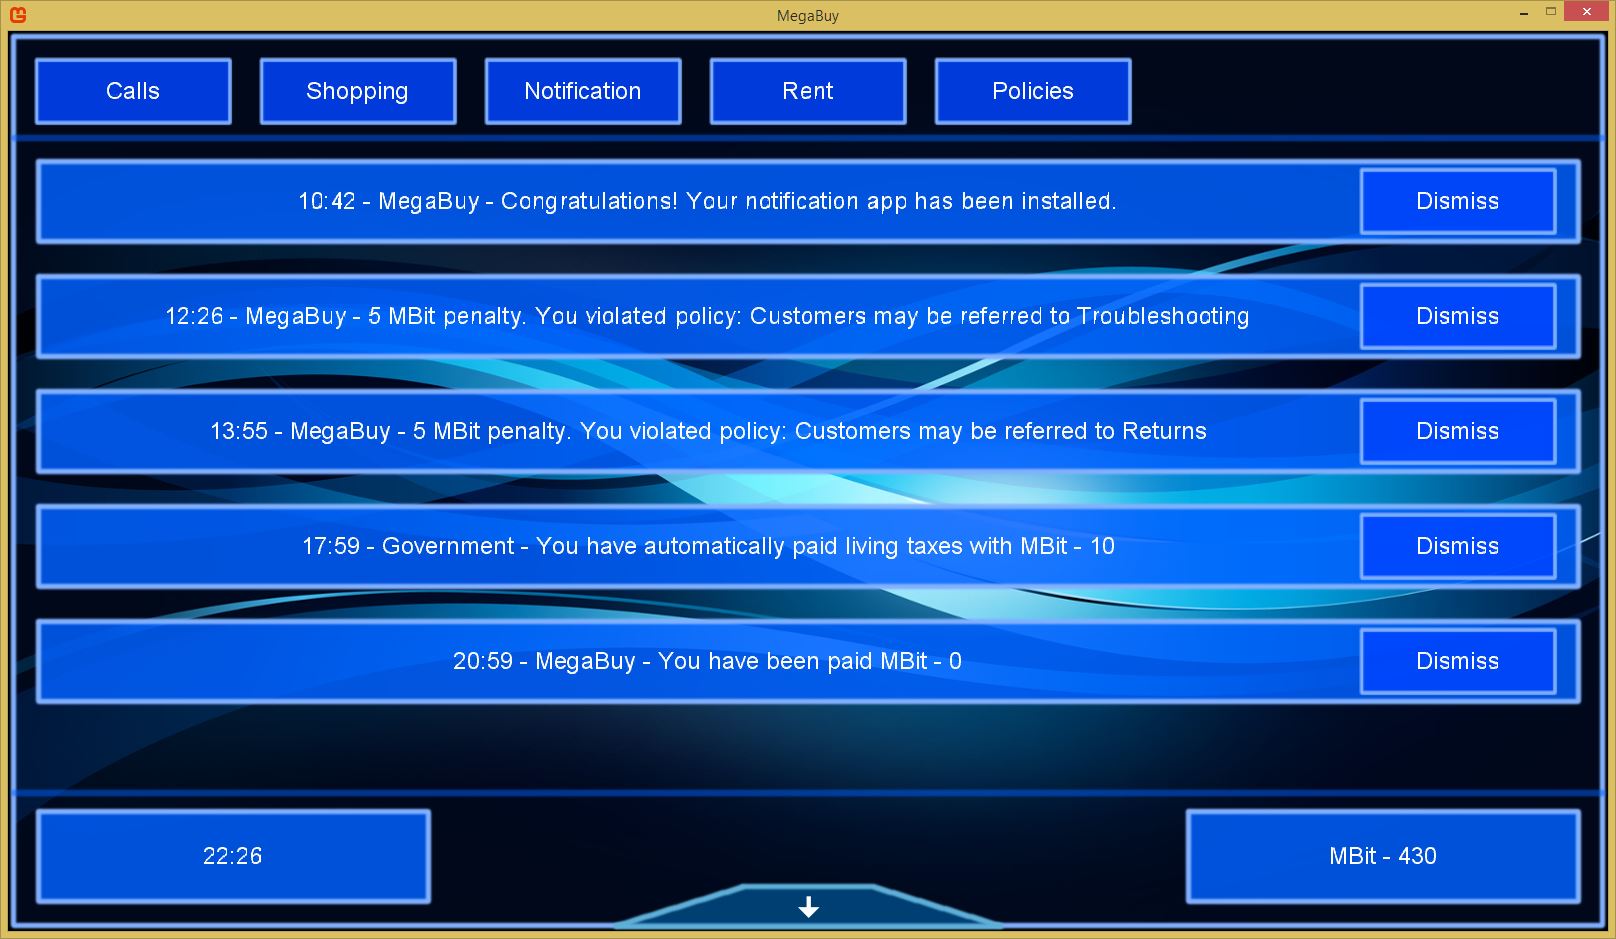 MegaBuy
Calls
Shopping
Notification
Rent
Policies
10:42 - MegaBuy - Congratulations! Your notification app has been installed.
Dismiss
12:26 - MegaBuy - 5 MBit penalty. You violated policy: Customers may be referred to Troubleshooting
Dismiss
13:55 - MegaBuy - 5 MBit penalty. You violated policy: Customers may be referred to Returns
Dismiss
17:59 - Government - You have automatically paid living taxes with MBit - 10
Dismiss
20:59 - MegaBuy - You have been paid MBit - 0
Dismiss
22:26
MBit - 430